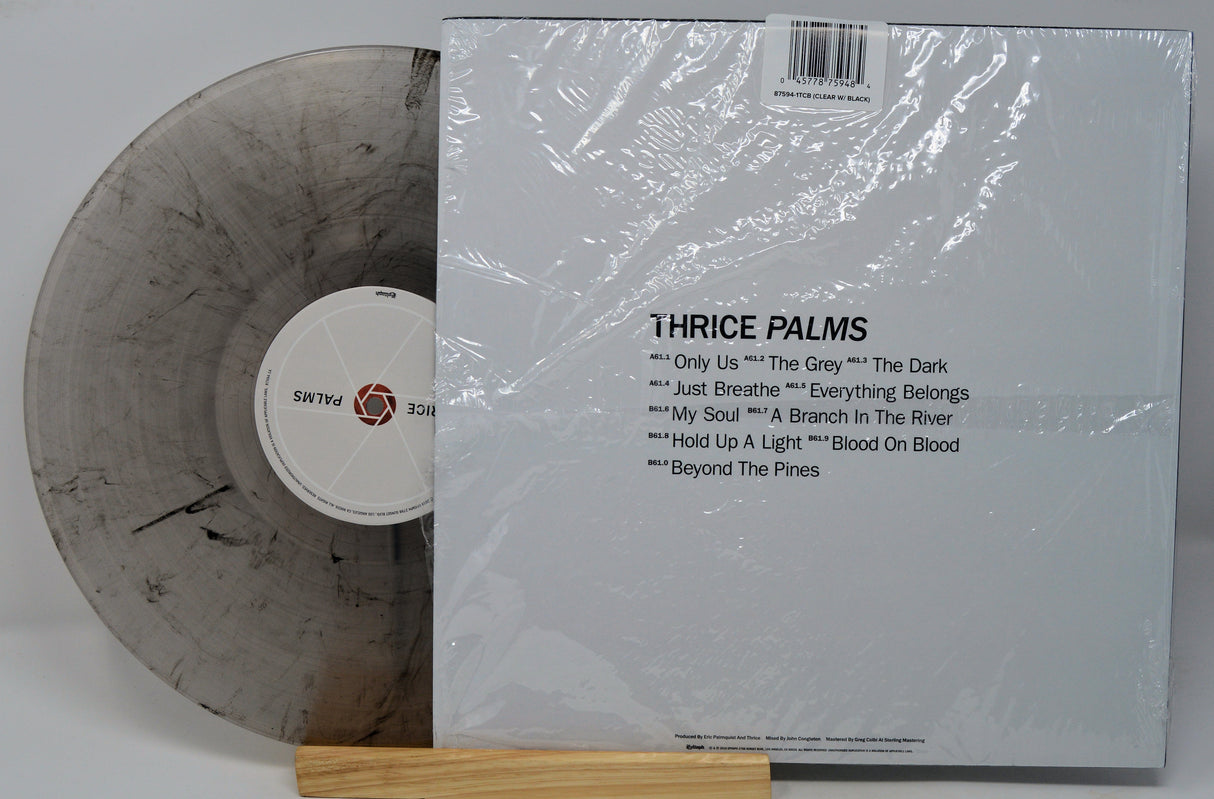 0 45778 75948 4
87594-1TCB (CLEAR W/ BLACK)
THRICE PALMS
A61.1 Only Us A61.2 The Grey A61.3 The Dark
A61.4 Just Breathe A61.5 Everything Belongs
B61.6 My Soul B61.7 A Branch In The River
B61.8 Hold Up A Light B61.9 Blood On Blood
B61.0 Beyond The Pines
Produced By Eric Palmquist And Thrice Mixed By John Congleton Mastered By Greg Calbi At Sterling Mastering
Epitaph
Epitaph
RICE PALMS